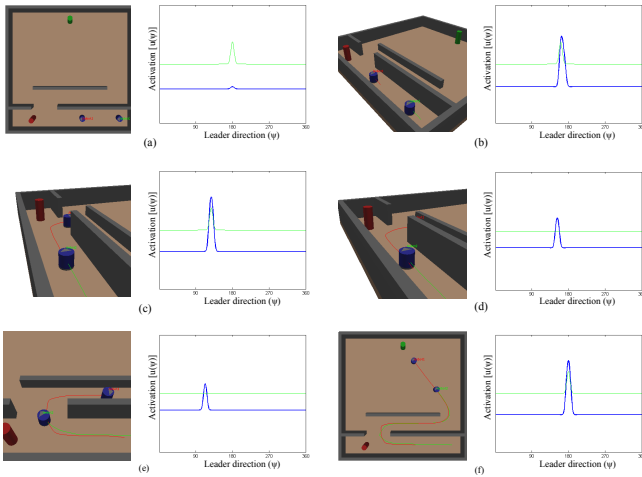 Activation [u(ψ)]
90 180 270 360
Leader direction (ψ)
(a)
Activation [u(ψ)]
90 180 270 360
Leader direction (ψ)
(b)
Activation [u(ψ)]
90 180 270 360
Leader direction (ψ)
(c)
Activation [u(ψ)]
90 180 270 360
Leader direction (ψ)
(d)
Activation [u(ψ)]
90 180 270 360
Leader direction (ψ)
(e)
Activation [u(ψ)]
90 180 270 360
Leader direction (ψ)
(f)